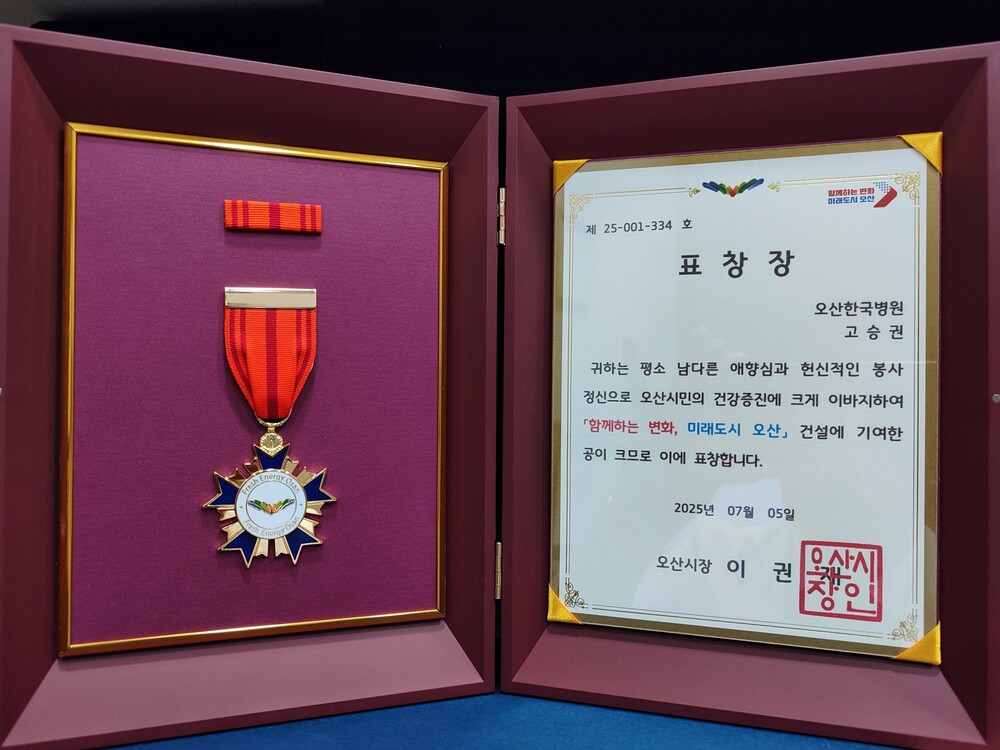 Fresh Energy Osan
Fresh Energy Osan
함께하는 변화
미래도시 오산
제 25-001-334 호
표 창 장
오산한국병원
고 승 권
귀하는 평소 남다른 애향심과 헌신적인 봉사
정신으로 오산시민의 건강증진에 크게 이바지하여
「함께하는 변화, 미래도시 오산」 건설에 기여한
공이 크므로 이에 표창합니다.
2025년 07월 05일
오산시장 이 권 재
오산시
장인